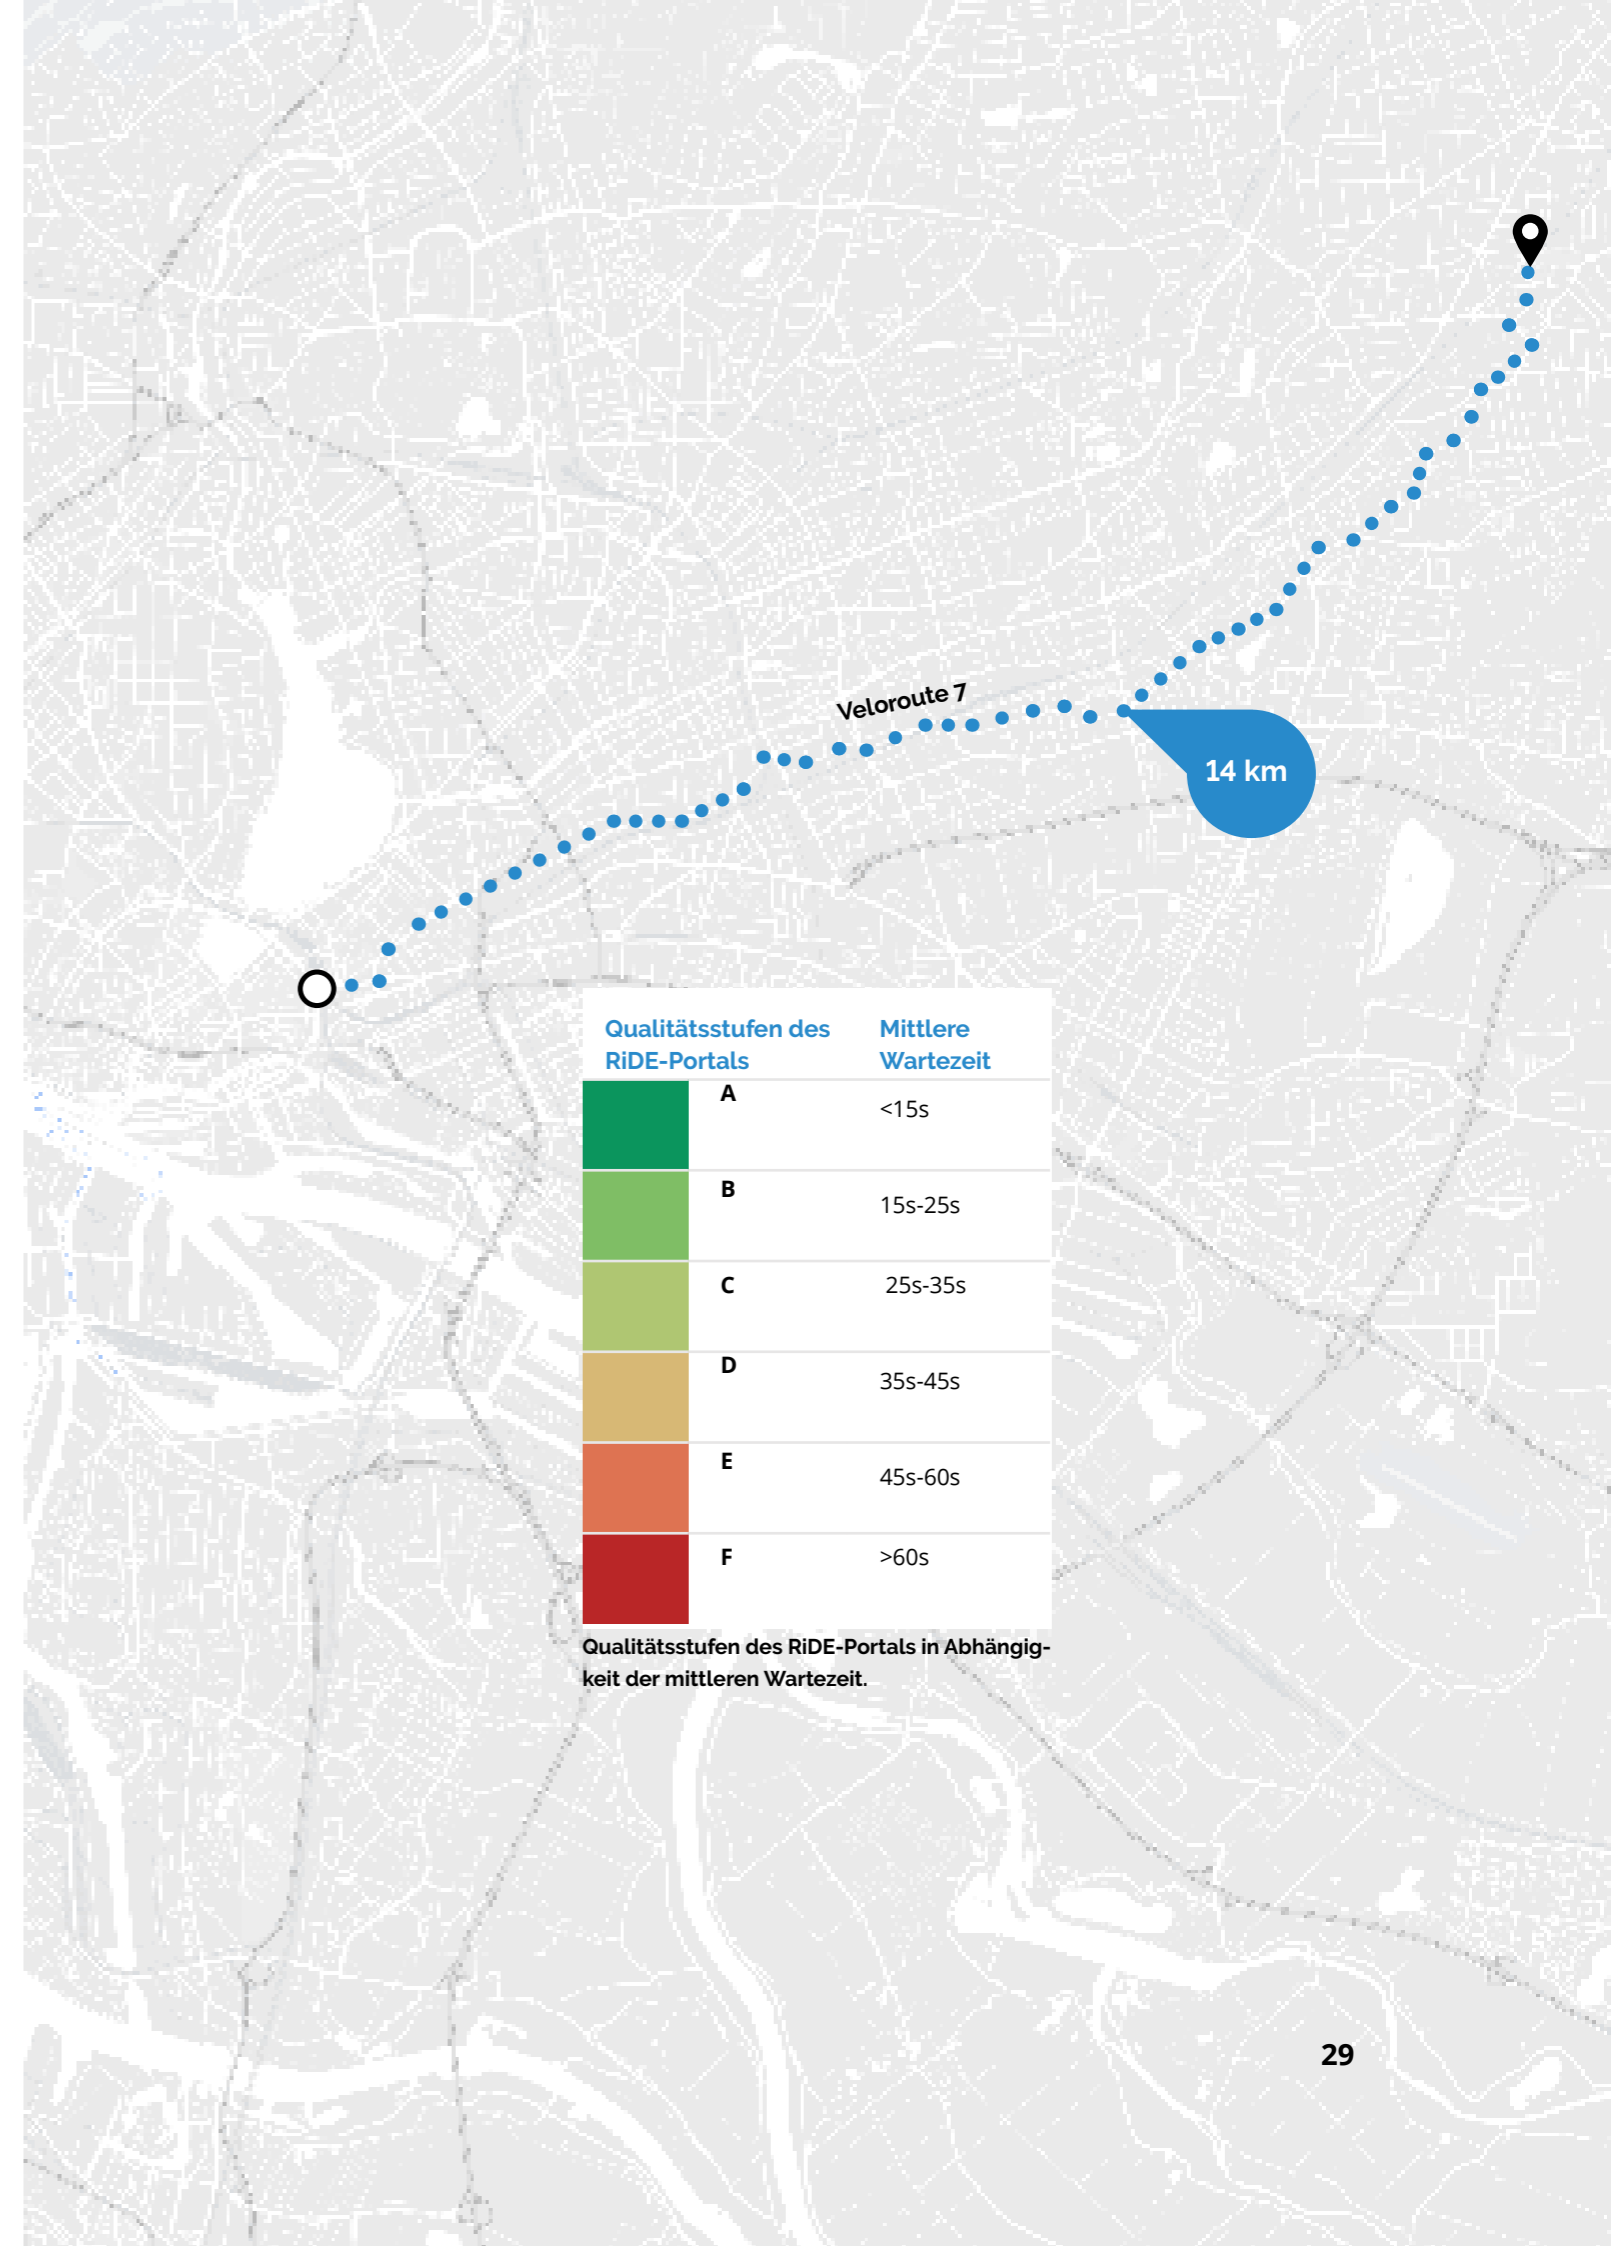 Veloroute 7
14 km
Qualitätsstufen des
RiDE-Portals
Mittlere
Wartezeit
A
<15s
B
15s-25s
C
25s-35s
D
35s-45s
E
45s-60s
F
>60s
Qualitätsstufen des RiDE-Portals in Abhängig-
keit der mittleren Wartezeit.
29